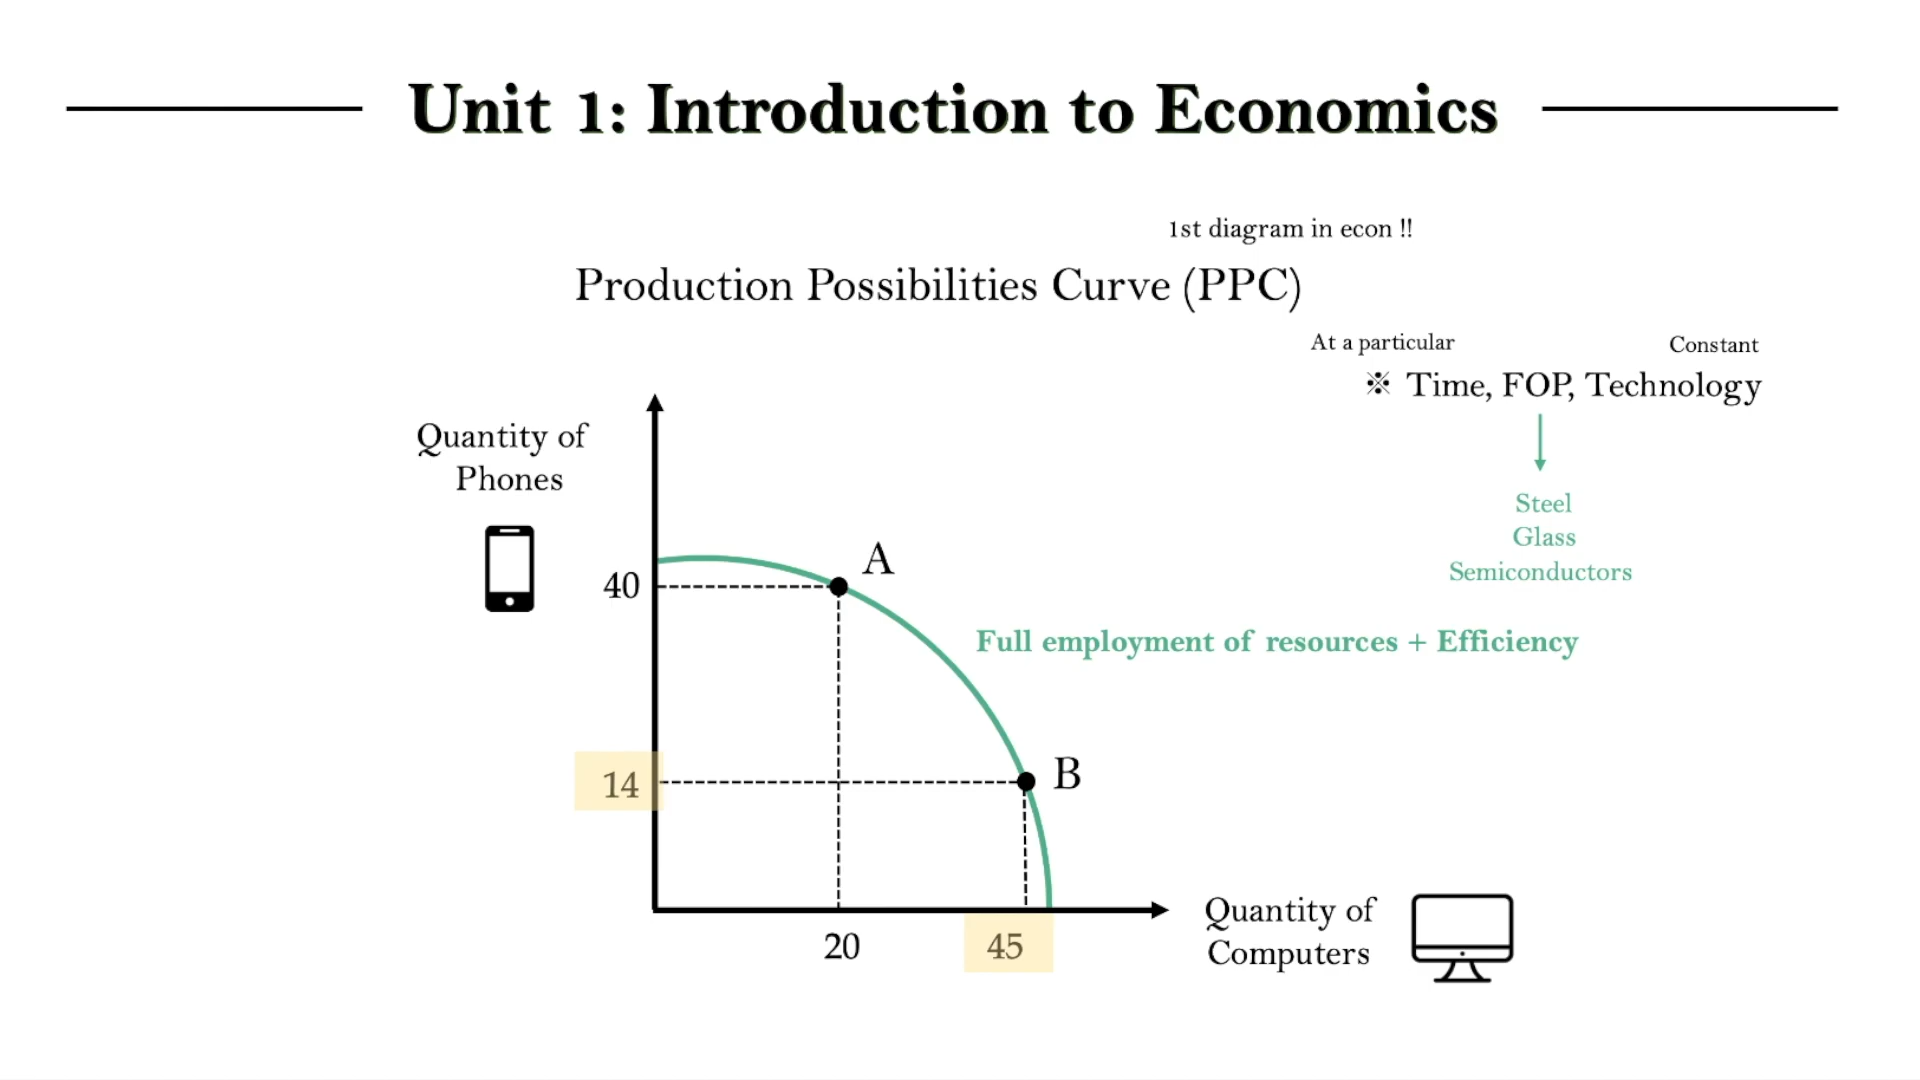 Unit 1: Introduction to Economics
1st diagram in econ !!
Production Possibilities Curve (PPC)
At a particular
Constant
※ Time, FOP, Technology
Steel
Glass
Semiconductors
Quantity of
Phones
A
40
Full employment of resources + Efficiency
B
14
20
45
Quantity of
Computers